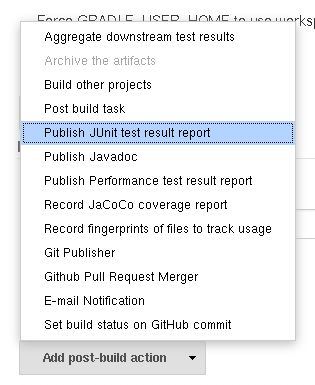 Force GRADLE_USER_HOME to use worksp
Aggregate downstream test results
Archive the artifacts
Build other projects
Post build task
Publish JUnit test result report
Publish Javadoc
Publish Performance test result report
Record JaCoCo coverage report
Record fingerprints of files to track usage
Git Publisher
Github Pull Request Merger
E-mail Notification
Set build status on GitHub commit
Add post-build action